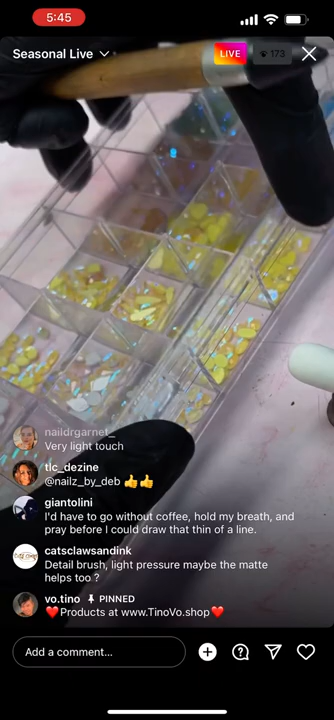 5:45
Seasonal Live
LIVE
173
naildrgarnet_
Very light touch
tlc_dezine
@nailz_by_deb 👍👍
giantolini
I'd have to go without coffee, hold my breath, and
pray before I could draw that thin of a line.
catsclawsandink
Detail brush, light pressure maybe the matte
helps too ?
vo.tino PINNED
❤️Products at www.TinoVo.shop❤️
Add a comment...